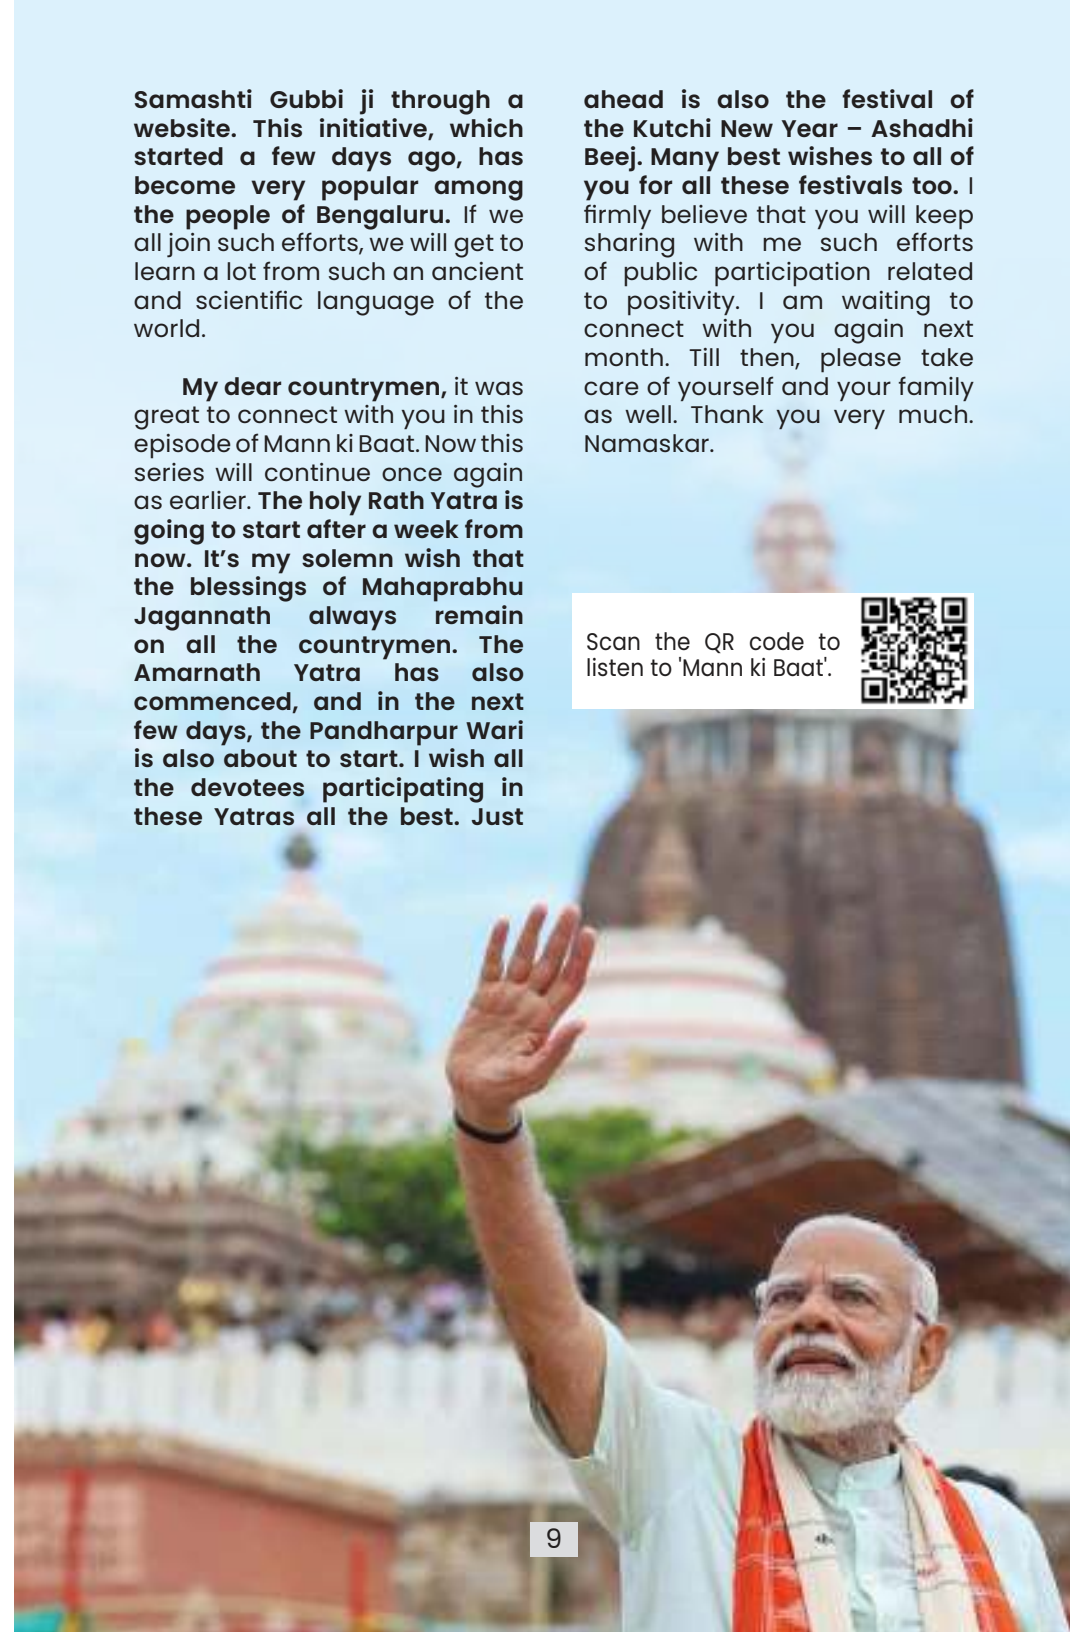 Samashti Gubbi ji through a
website. This initiative, which
started a few days ago, has
become very popular among
the people of Bengaluru. If we
all join such efforts, we will get to
learn a lot from such an ancient
and scientific language of the
world.
My dear countrymen, it was
great to connect with you in this
episode of Mann ki Baat. Now this
series will continue once again
as earlier. The holy Rath Yatra is
going to start after a week from
now. It’s my solemn wish that
the blessings of Mahaprabhu
Jagannath always remain
on all the countrymen. The
Amarnath Yatra has also
commenced, and in the next
few days, the Pandharpur Wari
is also about to start. I wish all
the devotees participating in
these Yatras all the best. Just
ahead is also the festival of
the Kutchi New Year – Ashadhi
Beej. Many best wishes to all of
you for all these festivals too. I
firmly believe that you will keep
sharing with me such efforts
of public participation related
to positivity. I am waiting to
connect with you again next
month. Till then, please take
care of yourself and your family
as well. Thank you very much.
Namaskar.
Scan the QR code to
listen to 'Mann ki Baat'.
9